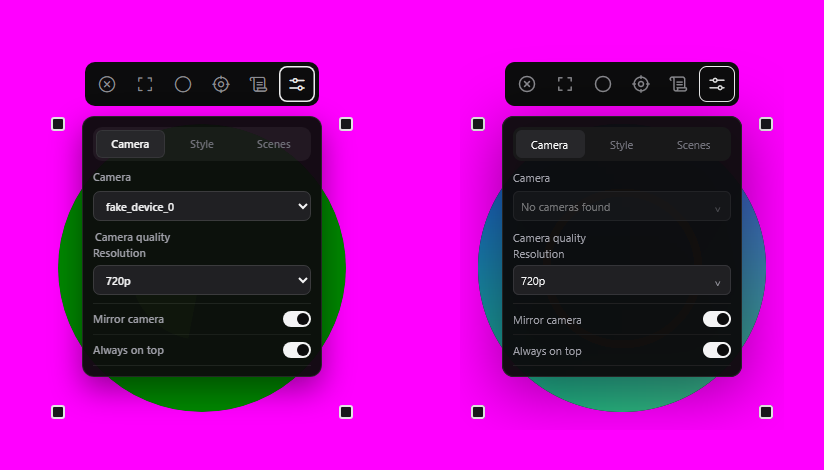 Camera Style Scenes
Camera
fake_device_0
Camera quality
Resolution
720p
Mirror camera
Always on top
Camera Style Scenes
Camera
No cameras found
Camera quality
Resolution
720p
Mirror camera
Always on top